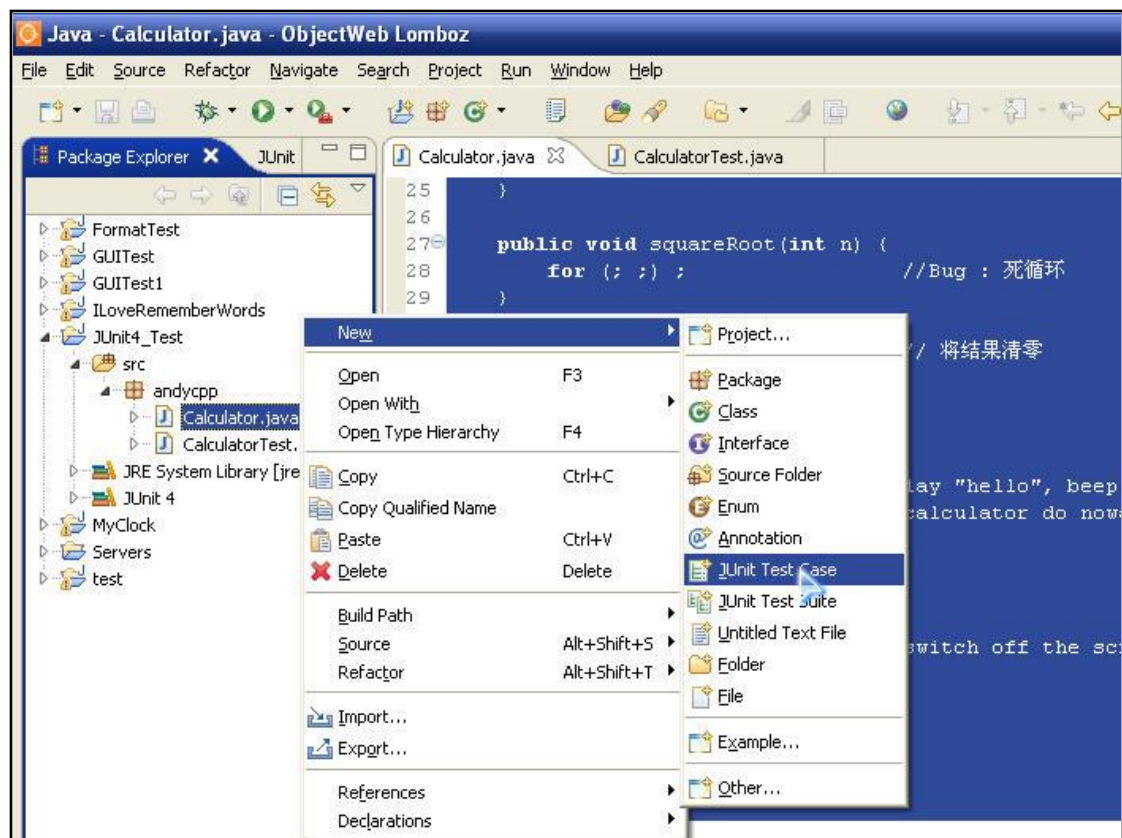 Java - Calculator.java - ObjectWeb Lomboz
File Edit Source Refactor Navigate Search Project Run Window Help
Package Explorer JUnit
Calculator.java CalculatorTest.java
FormatTest
GUITest
GUITest1
ILoveRememberWords
JUnit4_Test
src
andycpp
Calculator.java
CalculatorTest.
JRE System Library [jre
JUnit 4
MyClock
Servers
test
25 }
26
27 public void squareRoot(int n) {
28 for (; ;) ; //Bug : 死循环
29 }
// 将结果清零
lay "hello", beep
calculator do nowa
switch off the scr
New
Open F3
Open With
Open Type Hierarchy F4
Copy Ctrl+C
Copy Qualified Name
Paste Ctrl+V
Delete Delete
Build Path
Source Alt+Shift+S
Refactor Alt+Shift+T
Import...
Export...
References
Declarations
Project...
Package
Class
Interface
Source Folder
Enum
Annotation
JUnit Test Case
JUnit Test Suite
Untitled Text File
Folder
File
Example...
Other...